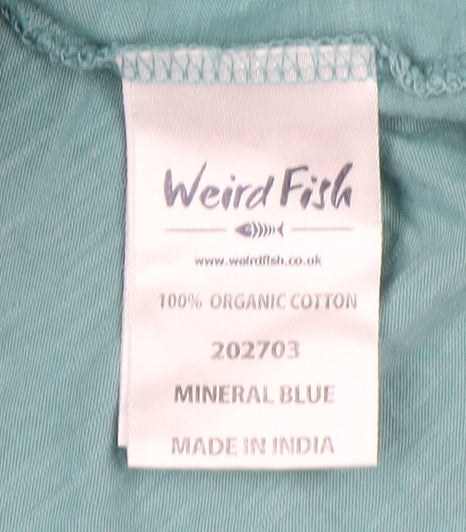 Weird Fish
www.weirdfish.co.uk
100% ORGANIC COTTON
202703
MINERAL BLUE
MADE IN INDIA